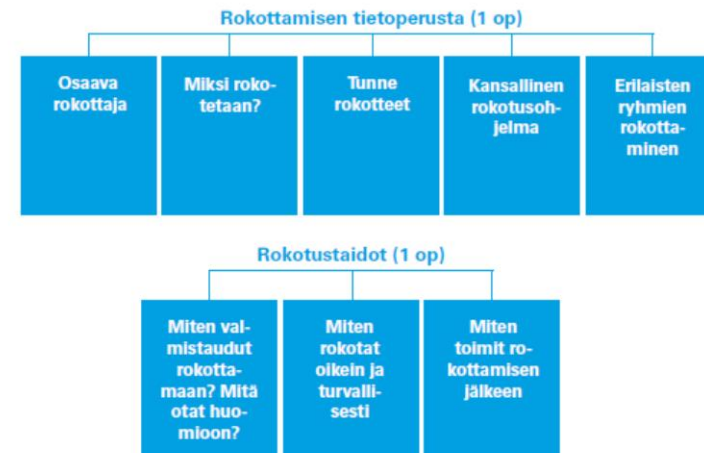 Rokottamisen tietoperusta (1 op)
Osaava
rokottaja
Miksi roko-
tetaan?
Tunne
rokotteet
Kansallinen
rokotusoh-
jelma
Erilaisten
ryhmien
rokotta-
minen
Rokotustaidot (1 op)
Miten val-
mistaudut
rokotta-
maan? Mitä
otat huo-
mioon?
Miten
rokotat
oikein ja
turvalli-
sesti
Miten
toimit ro-
kottamisen
jälkeen